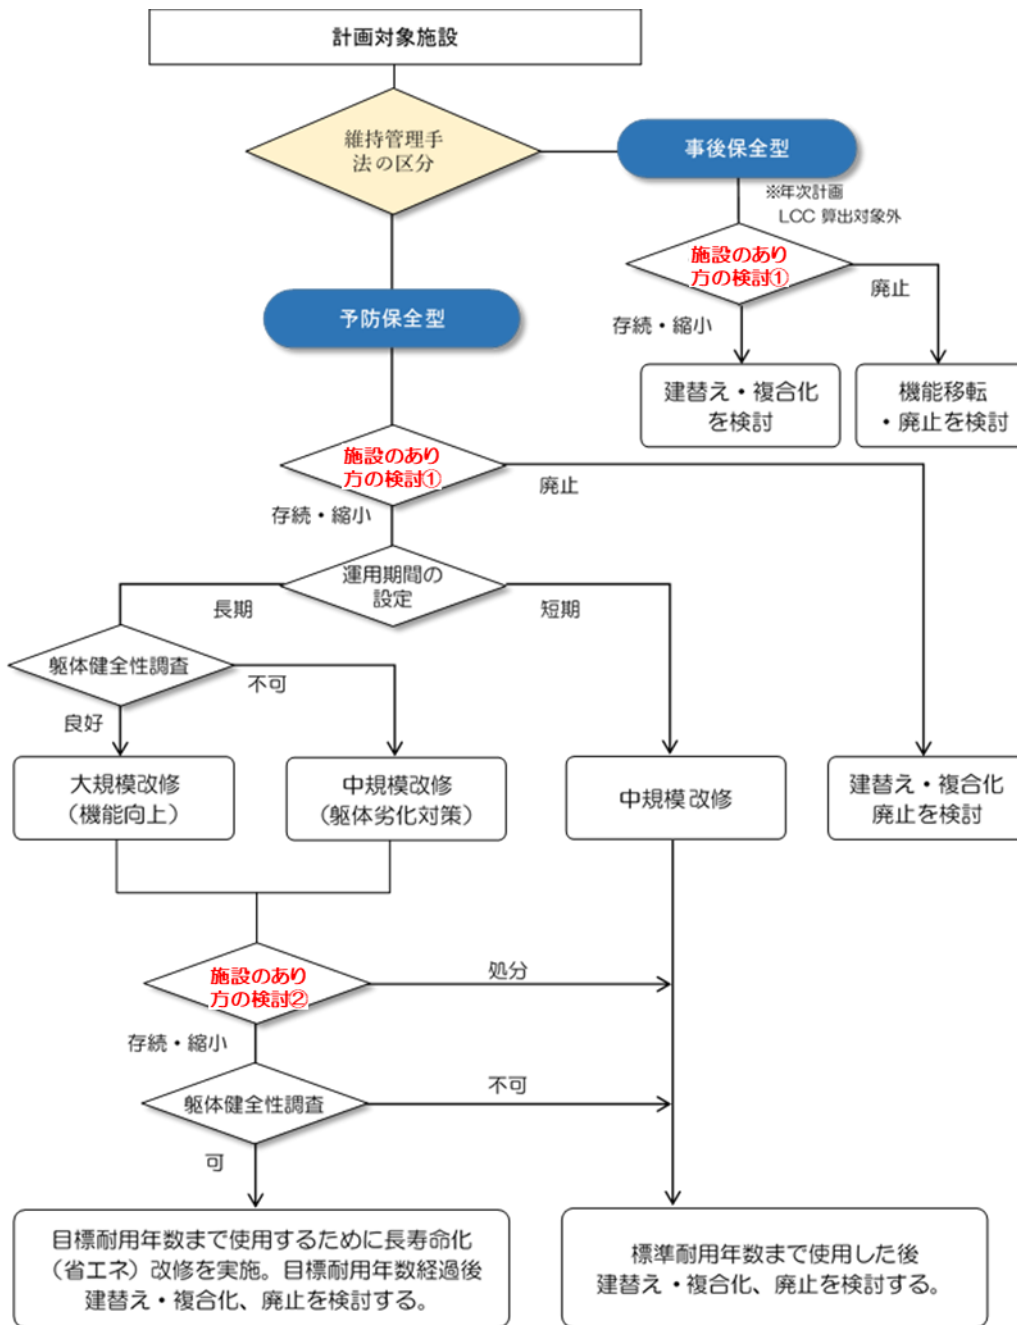 計画対象施設
維持管理手
法の区分
事後保全型
※年次計画
LCC 算出対象外
施設のあり
方の検討①
廃止
存続・縮小
予防保全型
建替え・複合化
を検討
機能移転
・廃止を検討
施設のあり
方の検討①
廃止
存続・縮小
運用期間の
設定
長期
短期
躯体健全性調査
不可
良好
大規模改修
（機能向上）
中規模改修
（躯体劣化対策）
中規模改修
建替え・複合化
廃止を検討
施設のあり
方の検討②
処分
存続・縮小
躯体健全性調査
不可
可
目標耐用年数まで使用するために長寿命化
（省エネ）改修を実施。目標耐用年数経過後
建替え・複合化、廃止を検討する。
標準耐用年数まで使用した後
建替え・複合化、廃止を検討する。